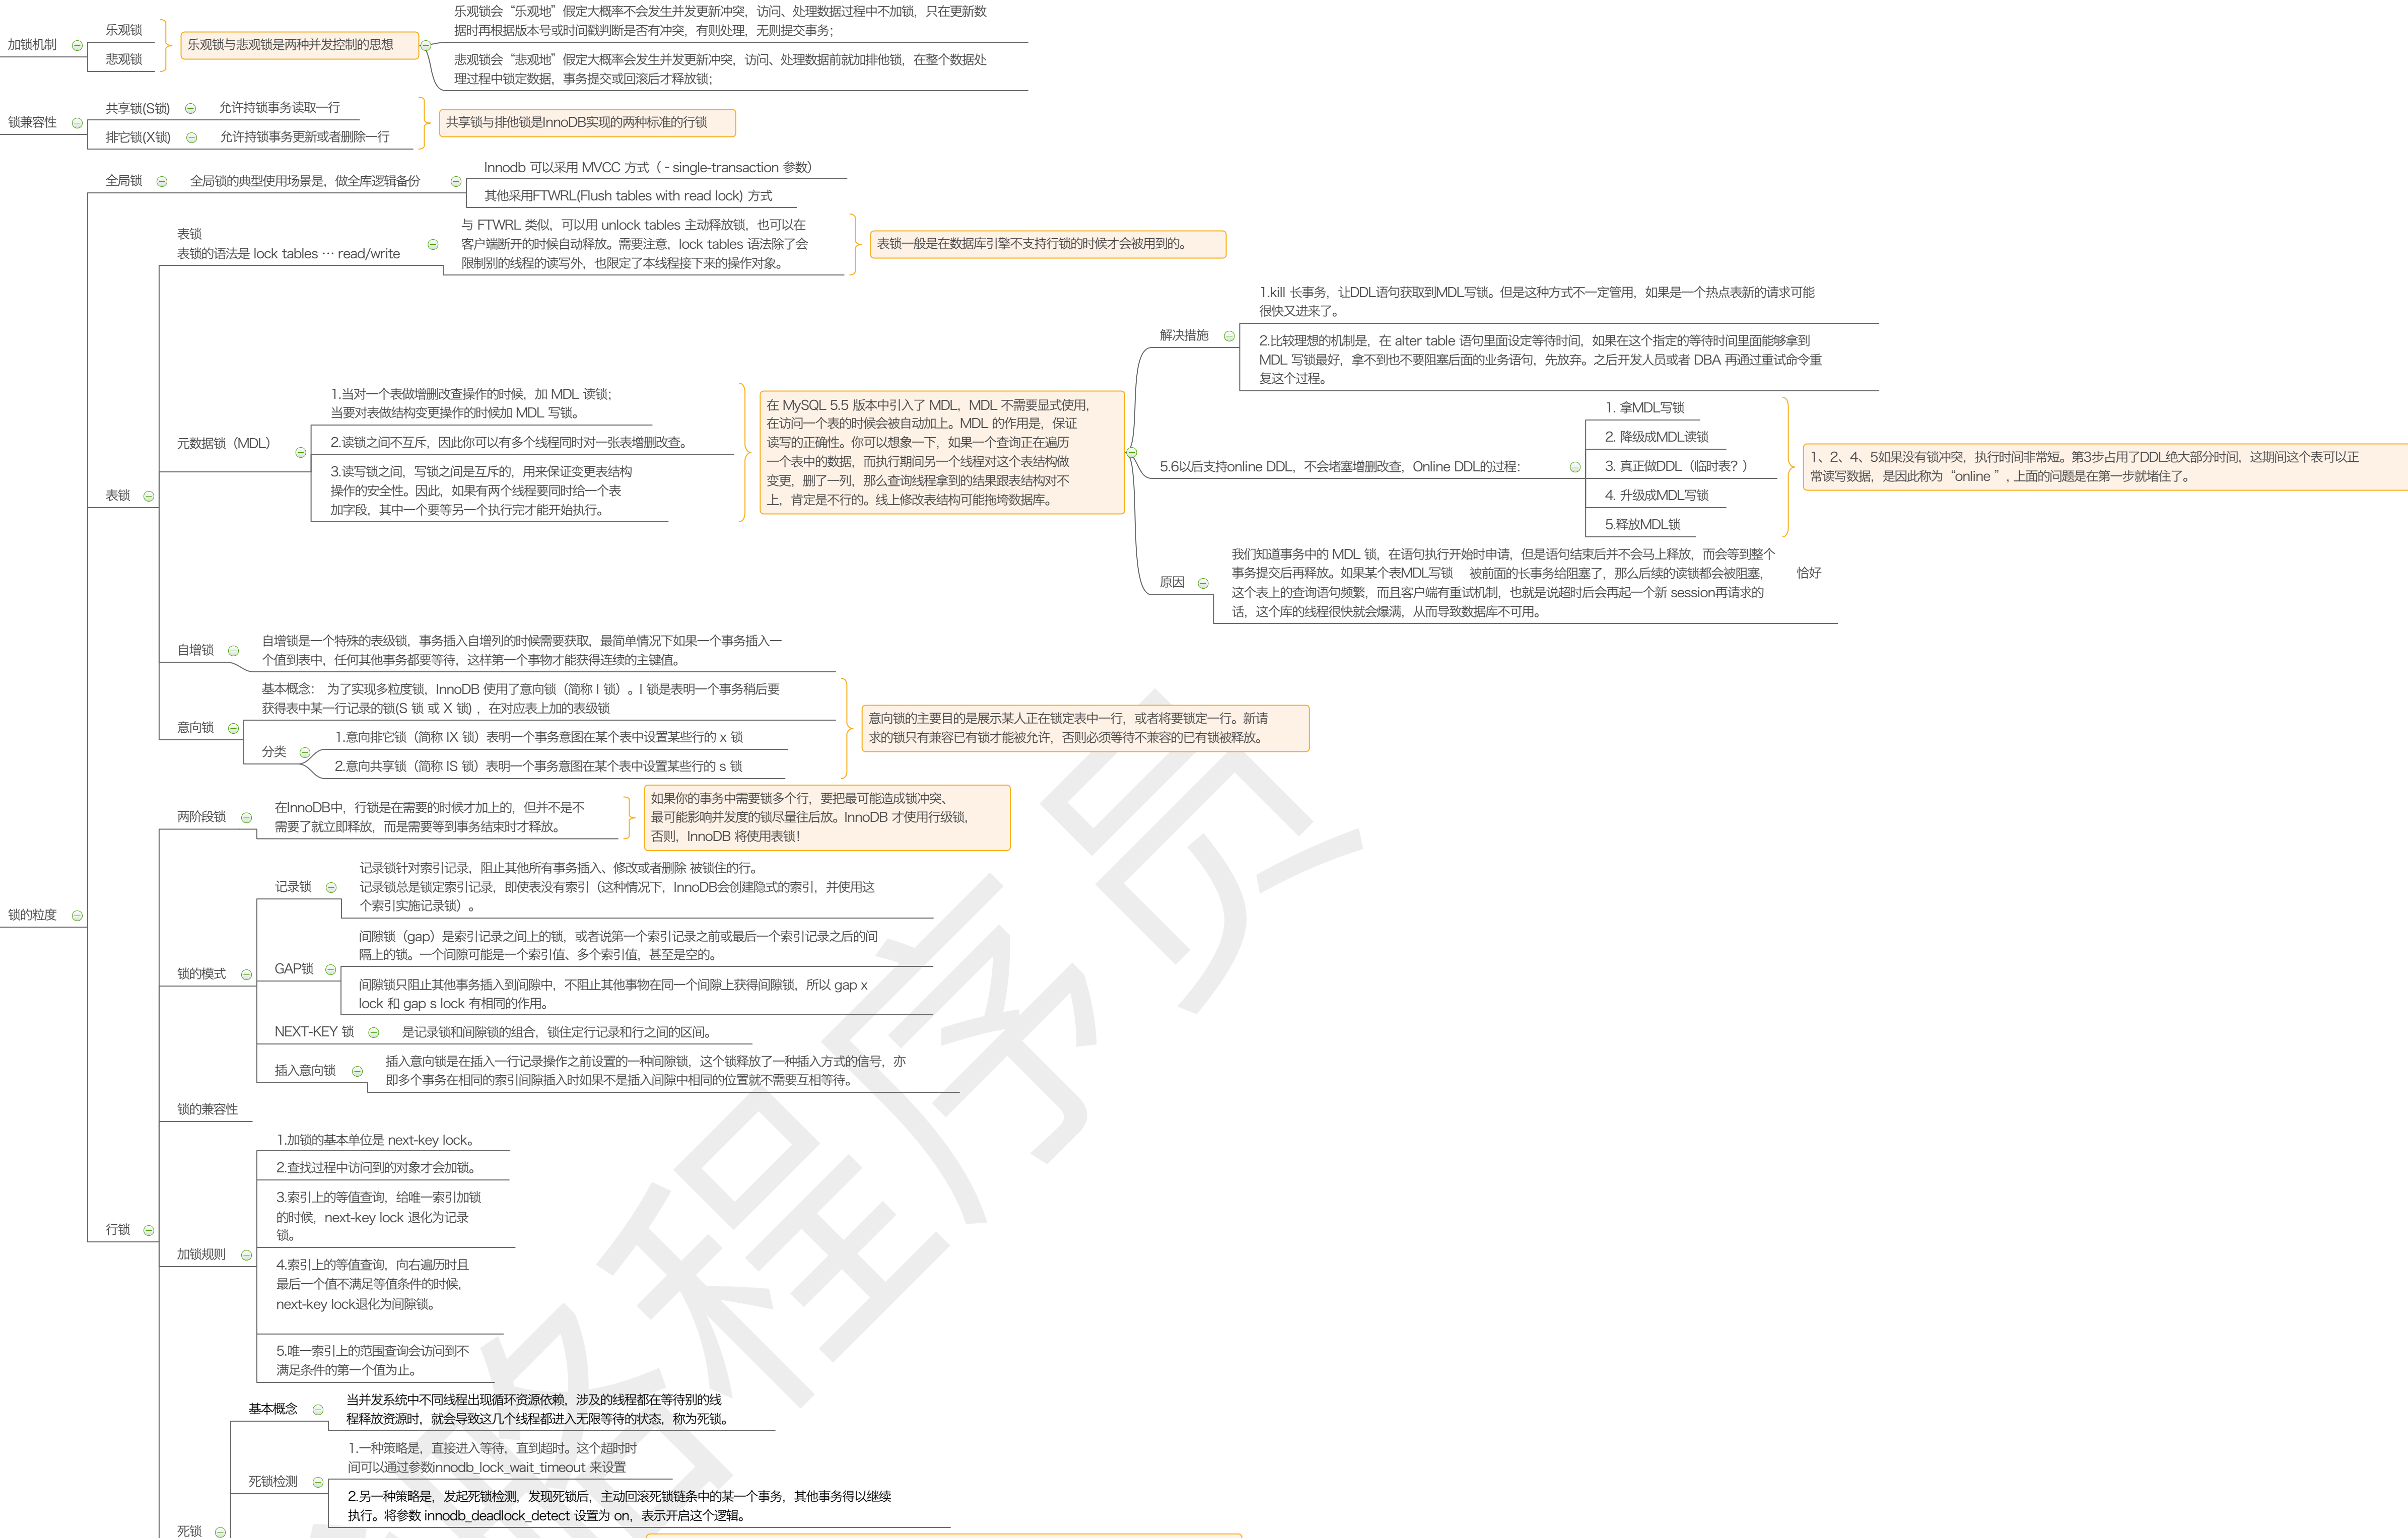 加锁机制
乐观锁
悲观锁
乐观锁与悲观锁是两种并发控制的思想
乐观锁会“乐观地”假定大概率不会发生并发更新冲突，访问、处理数据过程中不加锁，只在更新数
据时再根据版本号或时间戳判断是否有冲突，有则处理，无则提交事务；
悲观锁会“悲观地”假定大概率会发生并发更新冲突，访问、处理数据前就加排他锁，在整个数据处
理过程中锁定数据，事务提交或回滚后才释放锁；
锁兼容性
共享锁(S锁)
允许持锁事务读取一行
排它锁(X锁)
允许持锁事务更新或者删除一行
共享锁与排他锁是InnoDB实现的两种标准的行锁
锁的粒度
全局锁
全局锁的典型使用场景是，做全库逻辑备份
Innodb 可以采用 MVCC 方式（ - single-transaction 参数）
其他采用FTWRL(Flush tables with read lock) 方式
表锁
表锁
表锁的语法是 lock tables … read/write
与 FTWRL 类似，可以用 unlock tables 主动释放锁，也可以在
客户端断开的时候自动释放。需要注意，lock tables 语法除了会
限制别的线程的读写外，也限定了本线程接下来的操作对象。
表锁一般是在数据库引擎不支持行锁的时候才会被用到的。
元数据锁（MDL）
1.当对一个表做增删改查操作的时候，加 MDL 读锁；
当要对表做结构变更操作的时候加 MDL 写锁。
2.读锁之间不互斥，因此你可以有多个线程同时对一张表增删改查。
3.读写锁之间，写锁之间是互斥的，用来保证变更表结构
操作的安全性。因此，如果有两个线程要同时给一个表
加字段，其中一个要等另一个执行完才能开始执行。
在 MySQL 5.5 版本中引入了 MDL，MDL 不需要显式使用，
在访问一个表的时候会被自动加上。MDL 的作用是，保证
读写的正确性。你可以想象一下，如果一个查询正在遍历
一个表中的数据，而执行期间另一个线程对这个表结构做
变更，删了一列，那么查询线程拿到的结果跟表结构对不
上，肯定是不行的。线上修改表结构可能拖垮数据库。
解决措施
1.kill 长事务，让DDL语句获取到MDL写锁。但是这种方式不一定管用，如果是一个热点表新的请求可能
很快又进来了。
2.比较理想的机制是，在 alter table 语句里面设定等待时间，如果在这个指定的等待时间里面能够拿到
MDL 写锁最好，拿不到也不要阻塞后面的业务语句，先放弃。之后开发人员或者 DBA 再通过重试命令重
复这个过程。
5.6以后支持online DDL，不会堵塞增删改查，Online DDL的过程：
1. 拿MDL写锁
2. 降级成MDL读锁
3. 真正做DDL（临时表？）
4. 升级成MDL写锁
5.释放MDL锁
1、2、4、5如果没有锁冲突，执行时间非常短。第3步占用了DDL绝大部分时间，这期间这个表可以正
常读写数据，是因此称为“online ”, 上面的问题是在第一步就堵住了。
原因
我们知道事务中的 MDL 锁，在语句执行开始时申请，但是语句结束后并不会马上释放，而会等到整个
事务提交后再释放。如果某个表MDL写锁 被前面的长事务给阻塞了，那么后续的读锁都会被阻塞， 恰好
这个表上的查询语句频繁，而且客户端有重试机制，也就是说超时后会再起一个新 session再请求的
话，这个库的线程很快就会爆满，从而导致数据库不可用。
自增锁
自增锁是一个特殊的表级锁，事务插入自增列的时候需要获取，最简单情况下如果一个事务插入一
个值到表中，任何其他事务都要等待，这样第一个事物才能获得连续的主键值。
意向锁
基本概念： 为了实现多粒度锁，InnoDB 使用了意向锁（简称 I 锁）。I 锁是表明一个事务稍后要
获得表中某一行记录的锁(S 锁 或 X 锁) ，在对应表上加的表级锁
分类
1.意向排它锁（简称 IX 锁）表明一个事务意图在某个表中设置某些行的 x 锁
2.意向共享锁（简称 IS 锁）表明一个事务意图在某个表中设置某些行的 s 锁
意向锁的主要目的是展示某人正在锁定表中一行，或者将要锁定一行。新请
求的锁只有兼容已有锁才能被允许，否则必须等待不兼容的已有锁被释放。
行锁
两阶段锁
在InnoDB中，行锁是在需要的时候才加上的，但并不是不
需要了就立即释放，而是需要等到事务结束时才释放。
如果你的事务中需要锁多个行，要把最可能造成锁冲突、
最可能影响并发度的锁尽量往后放。InnoDB 才使用行级锁，
否则，InnoDB 将使用表锁！
锁的模式
记录锁
记录锁针对索引记录，阻止其他所有事务插入、修改或者删除 被锁住的行。
记录锁总是锁定索引记录，即使表没有索引（这种情况下，InnoDB会创建隐式的索引，并使用这
个索引实施记录锁）。
GAP锁
间隙锁（gap）是索引记录之间上的锁，或者说第一个索引记录之前或最后一个索引记录之后的间
隔上的锁。一个间隙可能是一个索引值、多个索引值，甚至是空的。
间隙锁只阻止其他事务插入到间隙中，不阻止其他事物在同一个间隙上获得间隙锁，所以 gap x
lock 和 gap s lock 有相同的作用。
NEXT-KEY 锁
是记录锁和间隙锁的组合，锁住定行记录和行之间的区间。
插入意向锁
插入意向锁是在插入一行记录操作之前设置的一种间隙锁，这个锁释放了一种插入方式的信号，亦
即多个事务在相同的索引间隙插入时如果不是插入间隙中相同的位置就不需要互相等待。
锁的兼容性
加锁规则
1.加锁的基本单位是 next-key lock。
2.查找过程中访问到的对象才会加锁。
3.索引上的等值查询，给唯一索引加锁
的时候，next-key lock 退化为记录
锁。
4.索引上的等值查询，向右遍历时且
最后一个值不满足等值条件的时候，
next-key lock退化为间隙锁。
5.唯一索引上的范围查询会访问到不
满足条件的第一个值为止。
死锁
基本概念
当并发系统中不同线程出现循环资源依赖，涉及的线程都在等待别的线
程释放资源时，就会导致这几个线程都进入无限等待的状态，称为死锁。
死锁检测
1.一种策略是，直接进入等待，直到超时。这个超时时
间可以通过参数innodb_lock_wait_timeout 来设置
2.另一种策略是，发起死锁检测，发现死锁后，主动回滚死锁链条中的某一个事务，其他事务得以继续
执行。将参数 innodb_deadlock_detect 设置为 on，表示开启这个逻辑。
程序员